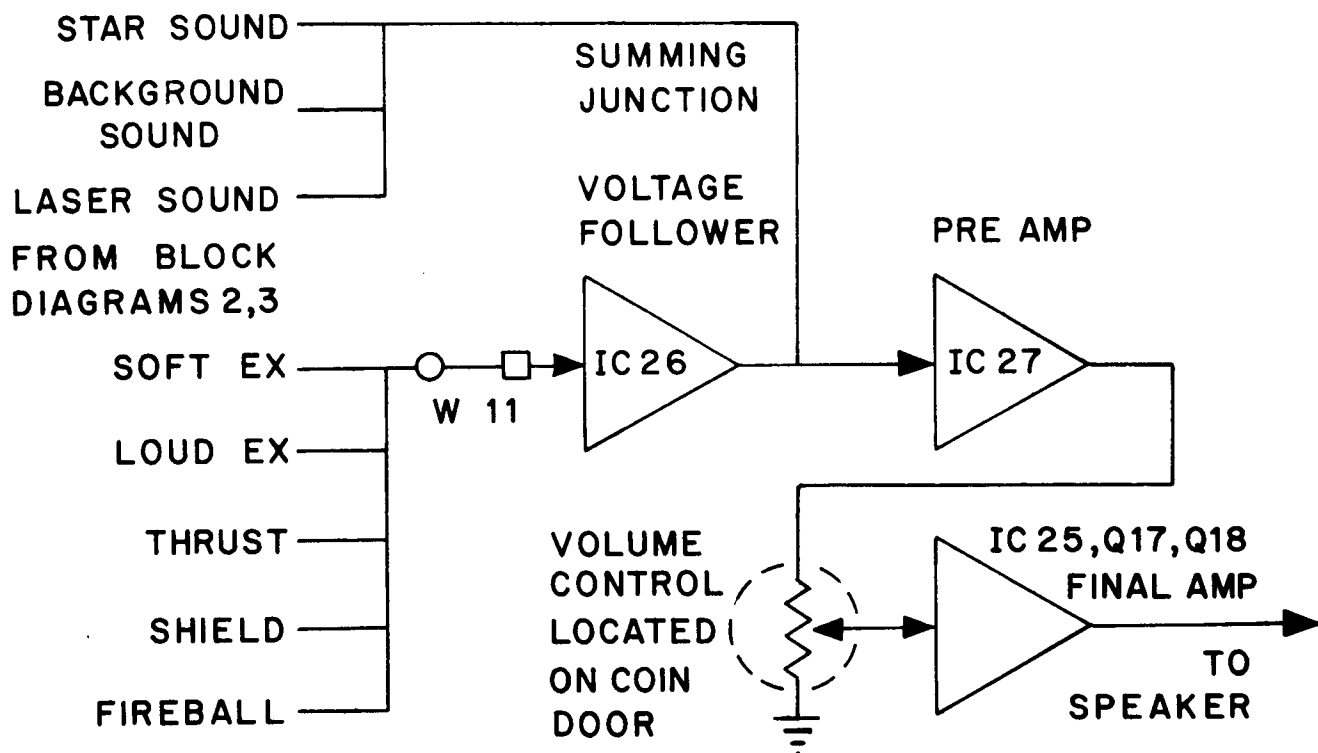 STAR SOUND
BACKGROUND
SOUND
LASER SOUND
FROM BLOCK
DIAGRAMS 2,3
SUMMING
JUNCTION
VOLTAGE
FOLLOWER
PRE AMP
SOFT EX
W 11
IC 26
IC 27
LOUD EX
THRUST
SHIELD
FIREBALL
VOLUME
CONTROL
LOCATED
ON COIN
DOOR
IC 25, Q17, Q18
FINAL AMP
TO
SPEAKER